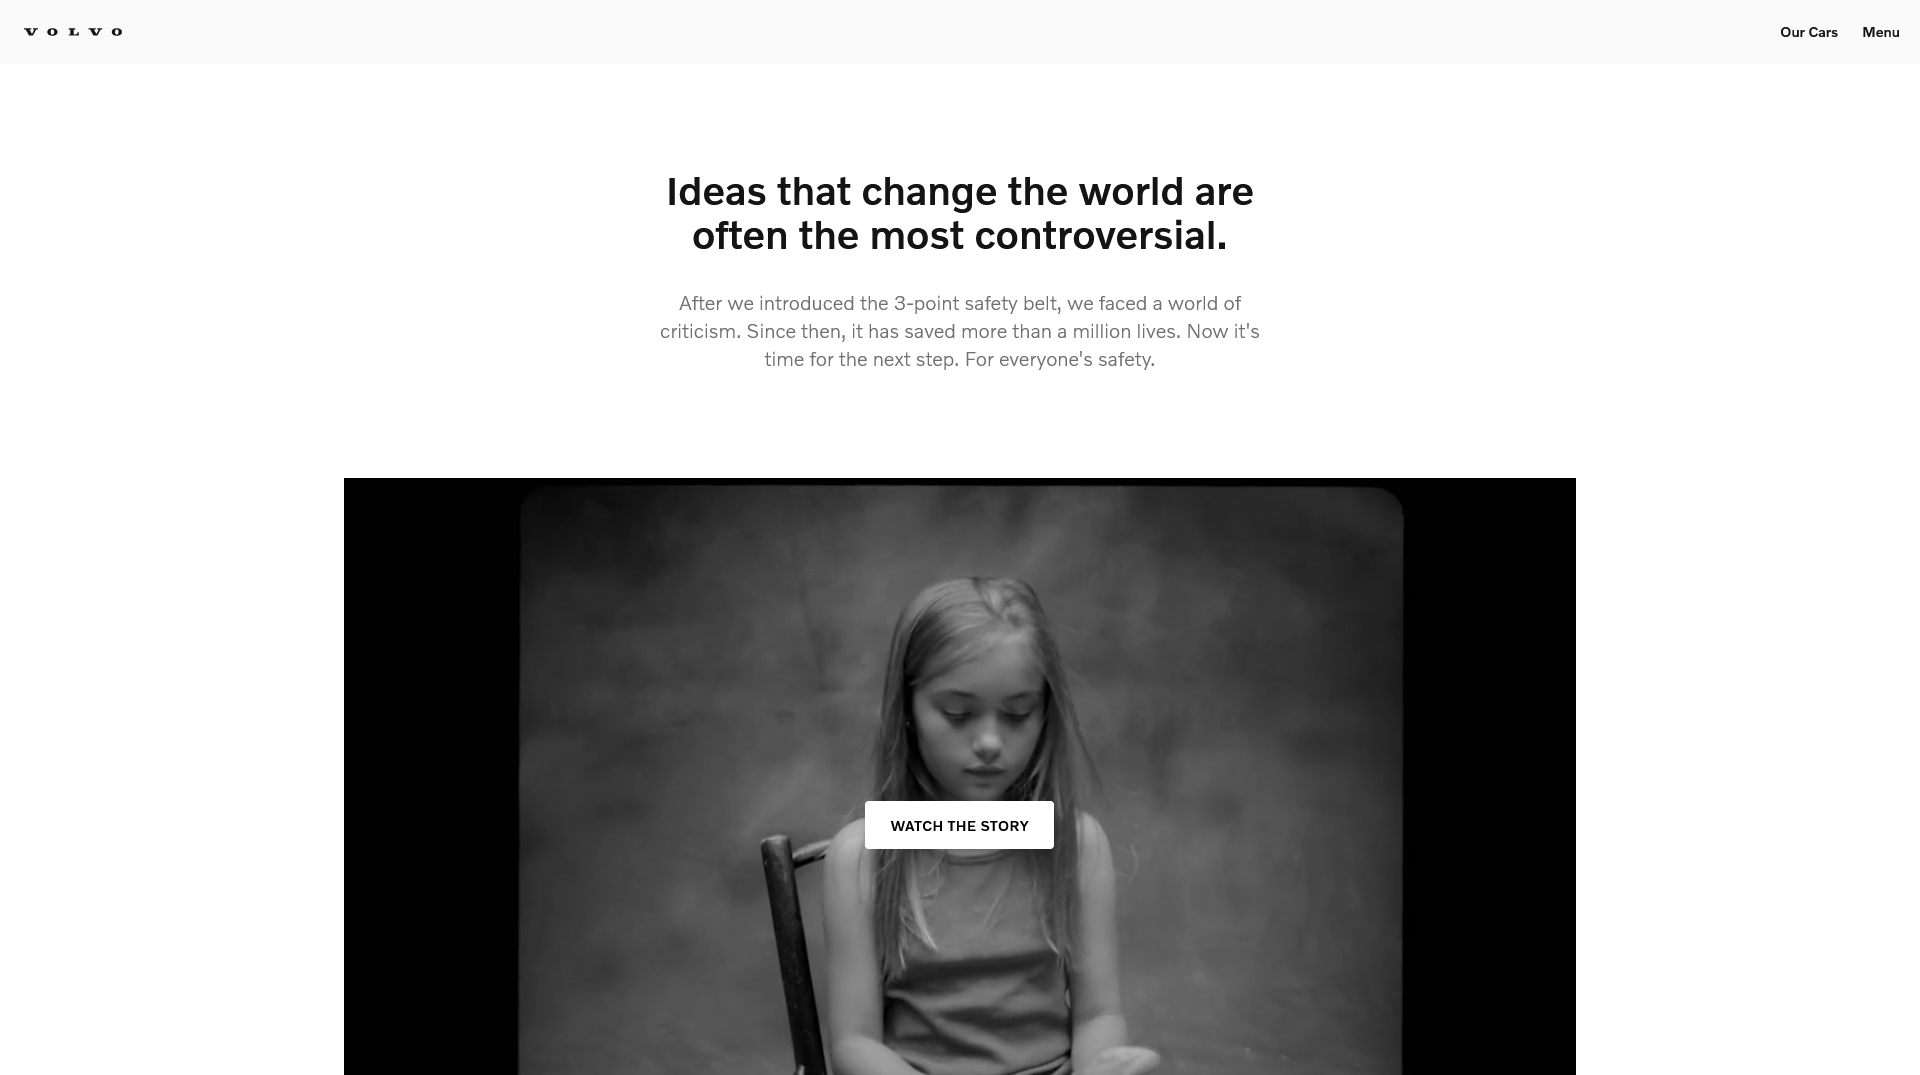 VOLVO
Our Cars
Menu
Ideas that change the world are
often the most controversial.
After we introduced the 3-point safety belt, we faced a world of
criticism. Since then, it has saved more than a million lives. Now it's
time for the next step. For everyone's safety.
WATCH THE STORY